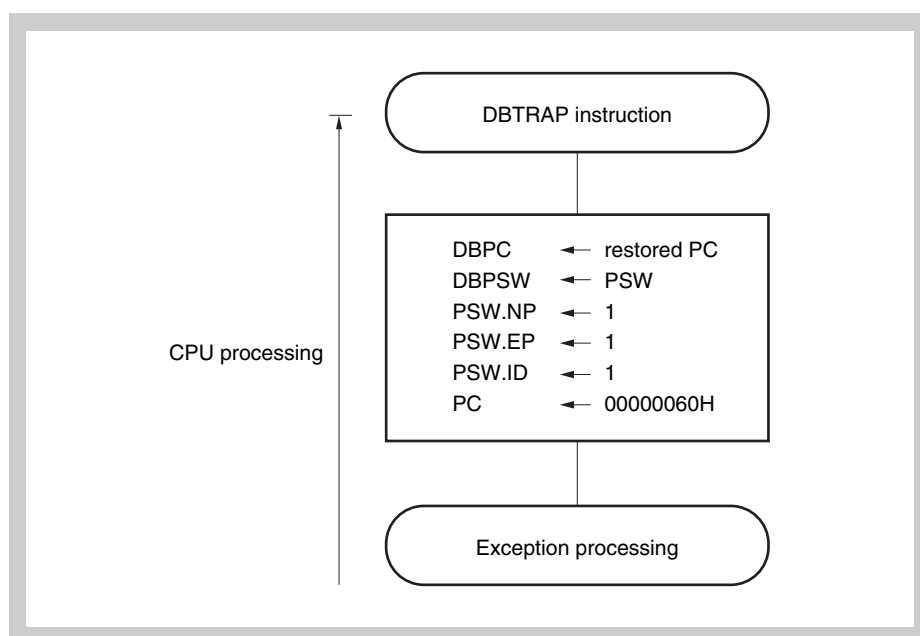 DBTRAP instruction
DBPC ← restored PC
DBPSW ← PSW
PSW.NP ← 1
PSW.EP ← 1
PSW.ID ← 1
PC ← 00000060H
CPU processing
Exception processing